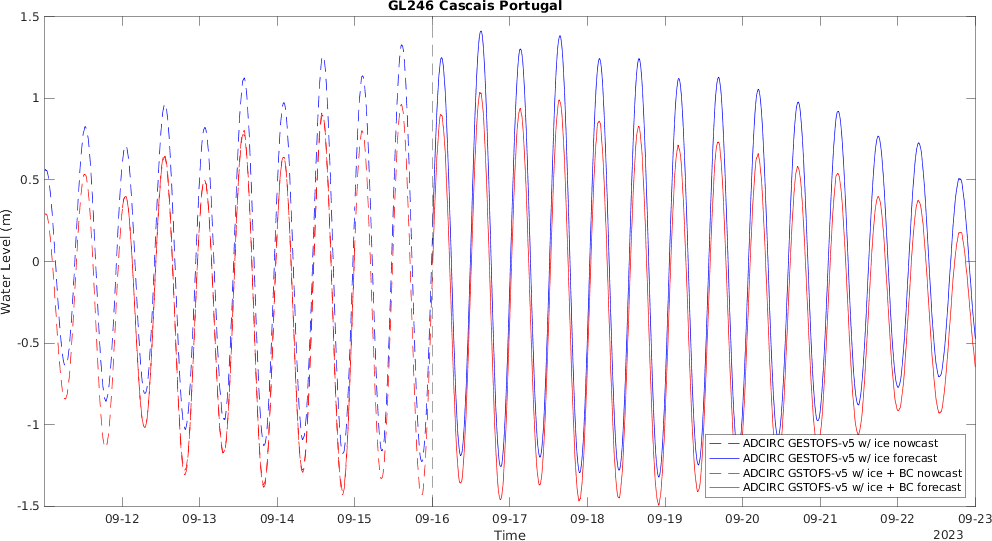 GL246 Cascais Portugal
1.5
1
0.5
0
-0.5
-1
-1.5
Water Level (m)
09-12 09-13 09-14 09-15 09-16 09-17 09-18 09-19 09-20 09-21 09-22 09-23
Time
2023
ADCIRC GESTOFS-v5 w/ ice nowcast
ADCIRC GESTOFS-v5 w/ ice forecast
ADCIRC GSTOFS-v5 w/ ice + BC nowcast
ADCIRC GSTOFS-v5 w/ ice + BC forecast